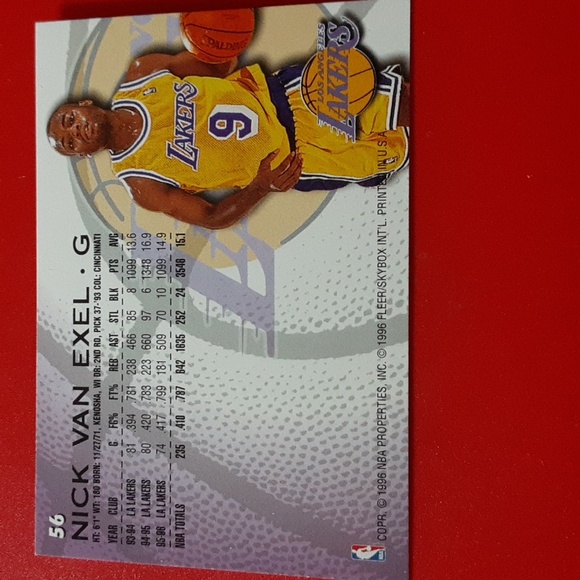 56
NICK VAN EXEL • G
HT: 6'1" WT: 180 BORN: 11/27/71, KENOSHA, WI DR: 2ND RD, PICK 37-'93 COL: CINCINNATI
YEAR CLUB G FG% FT% REB AST STL BLK PTS AVG
93-94 LA LAKERS 81 .394 .781 238 466 85 8 1099 13.6
94-95 LA LAKERS 80 .420 .783 223 660 97 6 1348 16.9
95-96 LA LAKERS 74 .417 .799 181 509 70 10 1099 14.9
NBA TOTALS 235 .410 .787 642 1635 252 24 3546 15.1
LAKERS
9
SPALDING
LOS ANGELES
LAKERS
COPR. © 1996 NBA PROPERTIES, INC. © 1996 FLEER/SKYBOX INT'L. PRINTED IN U.S.A.